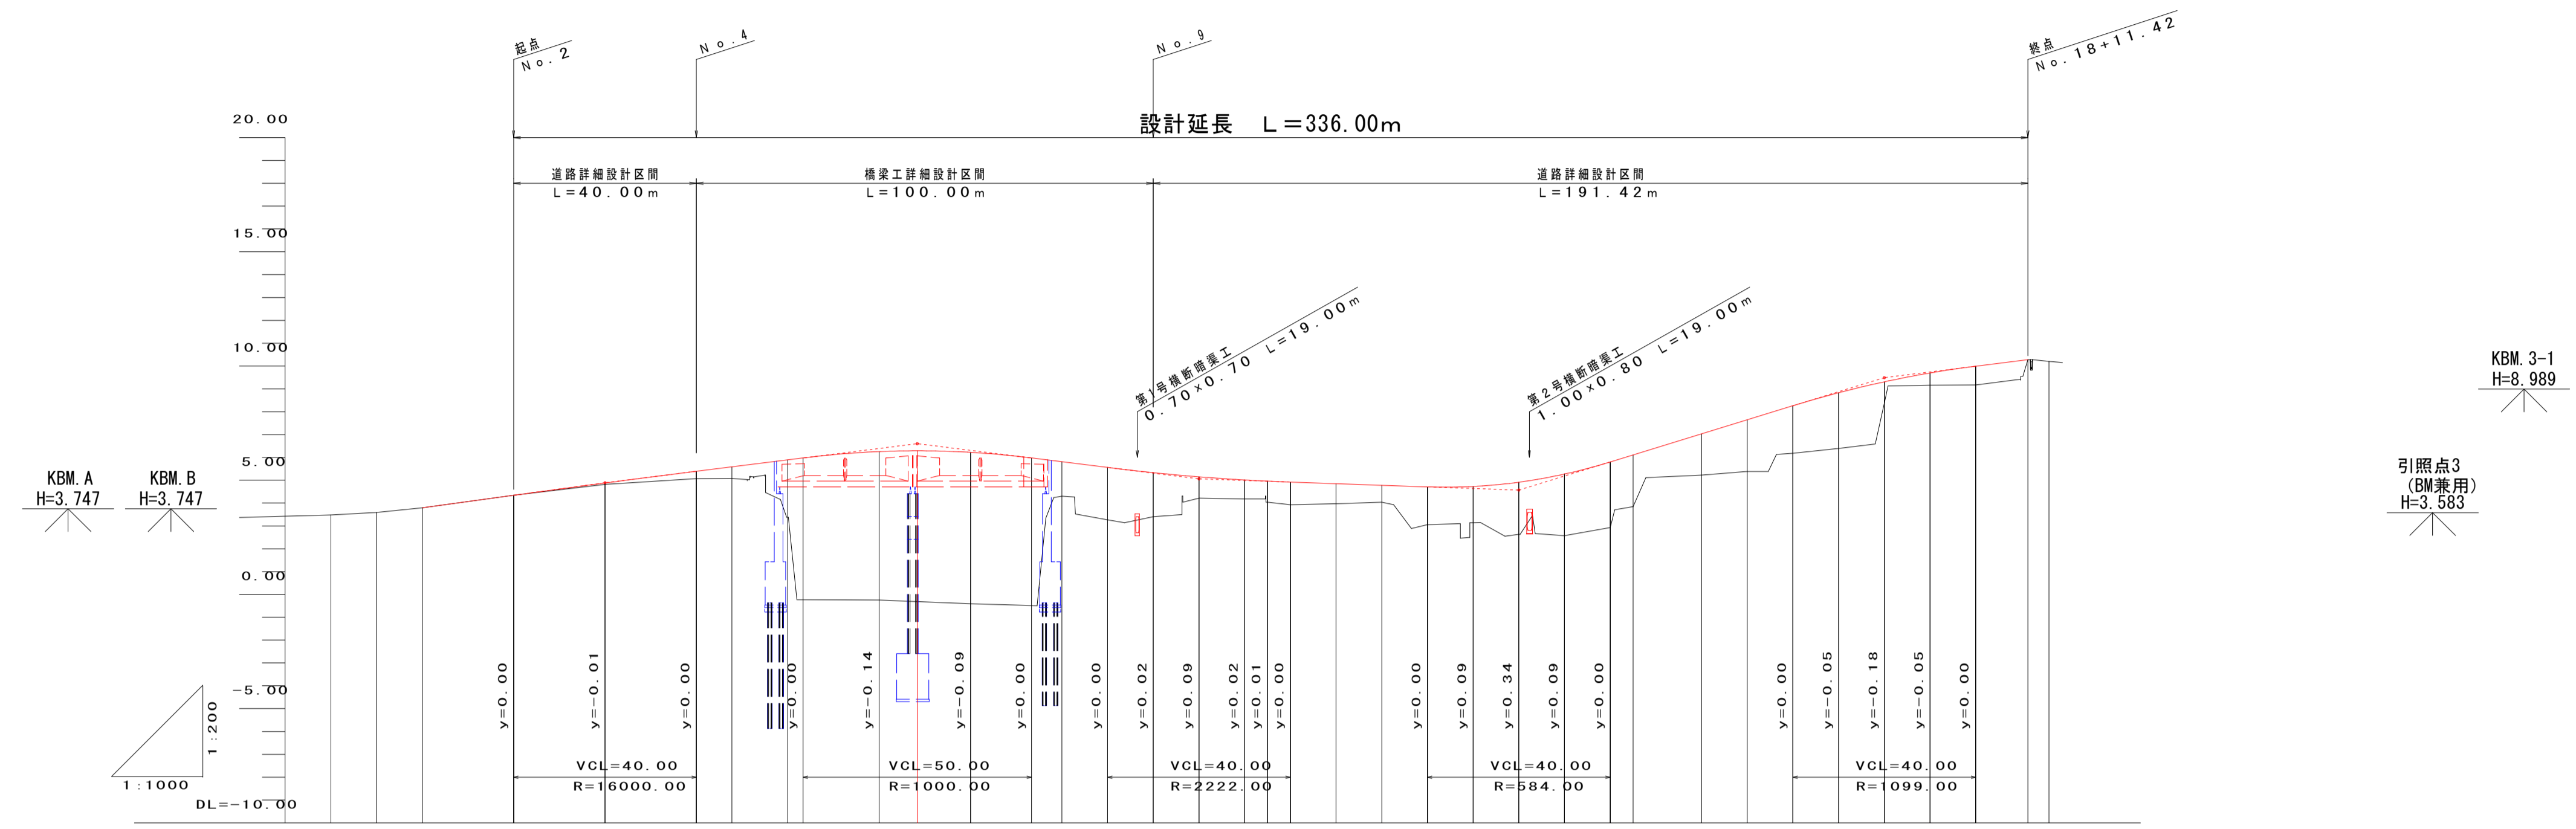 起点
No.2
No.4
No.9
終点
No.18+11.42
設計延長 L=336.00m
道路詳細設計区間
L=40.00m
橋梁工詳細設計区間
L=100.00m
道路詳細設計区間
L=191.42m
20.00
15.00
10.00
5.00
0.00
-5.00
DL=-10.00
KBM.A
H=3.747
KBM.B
H=3.747
第1号横断暗渠工
0.70×0.70 L=19.00m
第2号横断暗渠工
1.00×0.80 L=19.00m
KBM.3-1
H=8.989
引照点3
(BM兼用)
H=3.583
1:200
1:1000
y=0.00
y=-0.01
y=0.00
y=0.00
y=-0.14
y=-0.09
y=0.00
y=0.00
y=0.02
y=0.09
y=0.02
y=0.01
y=0.00
y=0.00
y=0.09
y=0.34
y=0.09
y=0.00
y=0.00
y=-0.05
y=-0.18
y=-0.05
y=0.00
VCL=40.00
R=16000.00
VCL=50.00
R=1000.00
VCL=40.00
R=2222.00
VCL=40.00
R=584.00
VCL=40.00
R=1099.00